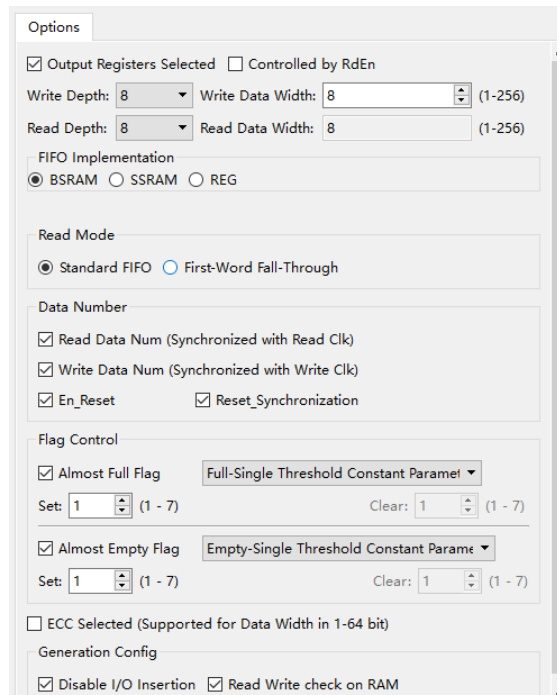 Options
Output Registers Selected Controlled by RdEn
Write Depth: 8 Write Data Width: 8 (1-256)
Read Depth: 8 Read Data Width: 8 (1-256)
FIFO Implementation
BSRAM SSRAM REG
Read Mode
Standard FIFO First-Word Fall-Through
Data Number
Read Data Num (Synchronized with Read Clk)
Write Data Num (Synchronized with Write Clk)
En_Reset Reset_Synchronization
Flag Control
Almost Full Flag Full-Single Threshold Constant Paramet
Set: 1 (1 - 7) Clear: 1 (1 - 7)
Almost Empty Flag Empty-Single Threshold Constant Parame
Set: 1 (1 - 7) Clear: 1 (1 - 7)
ECC Selected (Supported for Data Width in 1-64 bit)
Generation Config
Disable I/O Insertion Read Write check on RAM